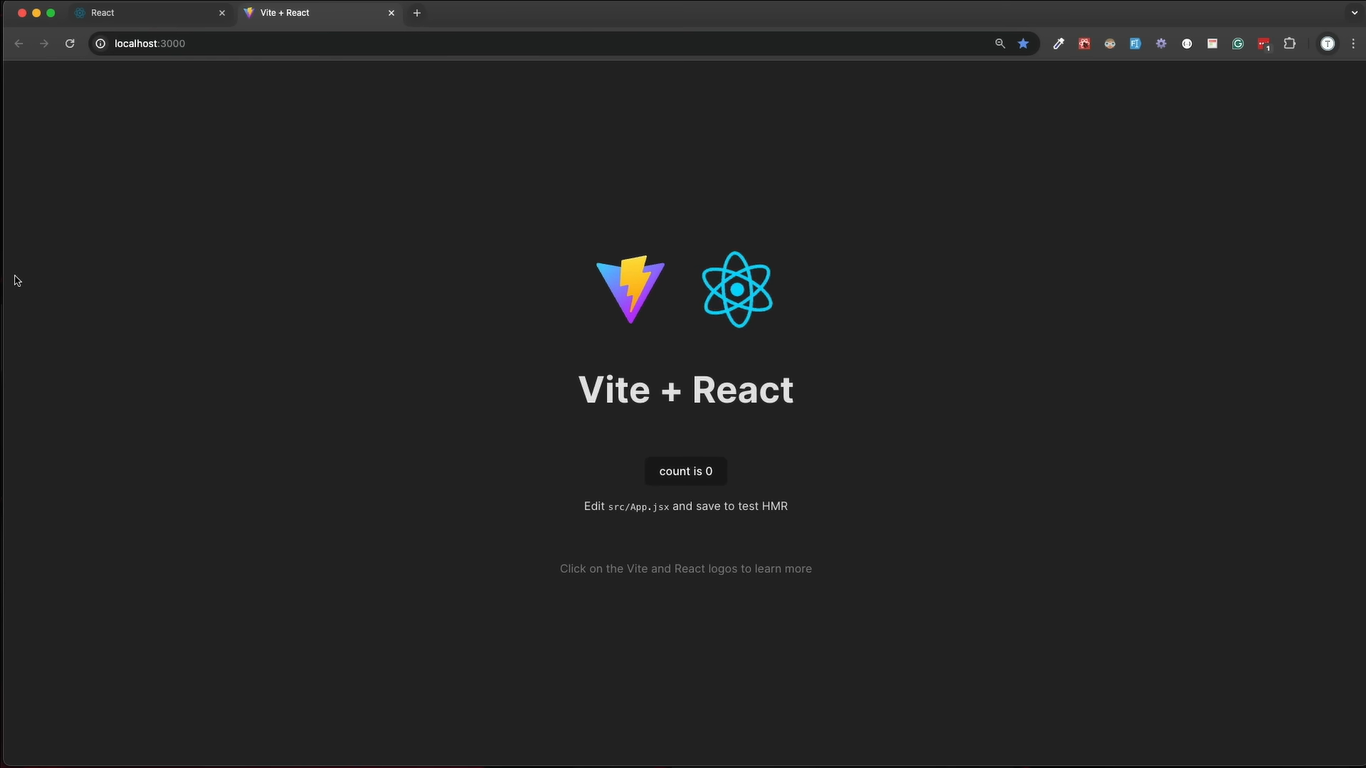 React
Vite + React
localhost:3000
T
1
Vite + React
count is 0
Edit src/App.jsx and save to test HMR
Click on the Vite and React logos to learn more